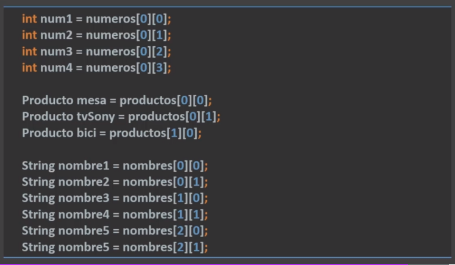 int num1 = numeros[0][0];
int num2 = numeros[0][1];
int num3 = numeros[0][2];
int num4 = numeros[0][3];
Producto mesa = productos[0][0];
Producto tvSony = productos[0][1];
Producto bici = productos[1][0];
String nombre1 = nombres[0][0];
String nombre2 = nombres[0][1];
String nombre3 = nombres[1][0];
String nombre4 = nombres[1][1];
String nombre5 = nombres[2][0];
String nombre5 = nombres[2][1];